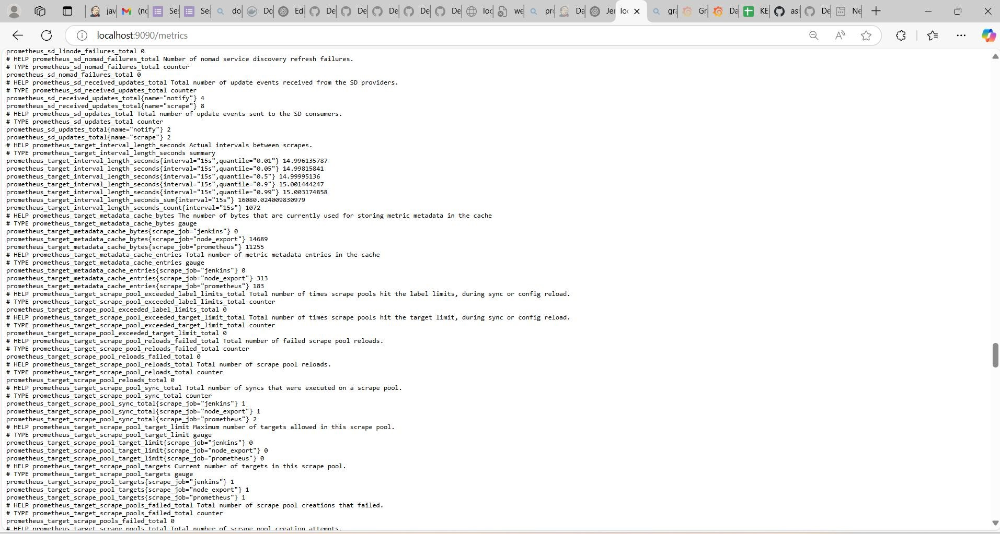 jav
(no
Se
Se
do
Do
Ed
De
De
De
De
De
loc
we
pro
Da
Jer
loc
gra
Gr
Da
KE
asl
De
Ne
localhost:9090/metrics
prometheus_sd_linode_failures_total 0
# HELP prometheus_sd_nomad_failures_total Number of nomad service discovery refresh failures.
# TYPE prometheus_sd_nomad_failures_total counter
prometheus_sd_nomad_failures_total 0
# HELP prometheus_sd_received_updates_total Total number of update events received from the SD providers.
# TYPE prometheus_sd_received_updates_total counter
prometheus_sd_received_updates_total{name="notify"} 4
prometheus_sd_received_updates_total{name="scrape"} 8
# HELP prometheus_sd_updates_total Total number of update events sent to the SD consumers.
# TYPE prometheus_sd_updates_total counter
prometheus_sd_updates_total{name="notify"} 2
prometheus_sd_updates_total{name="scrape"} 2
# HELP prometheus_target_interval_length_seconds Actual intervals between scrapes.
# TYPE prometheus_target_interval_length_seconds summary
prometheus_target_interval_length_seconds{interval="15s",quantile="0.01"} 14.996135787
prometheus_target_interval_length_seconds{interval="15s",quantile="0.05"} 14.99815841
prometheus_target_interval_length_seconds{interval="15s",quantile="0.5"} 14.99995136
prometheus_target_interval_length_seconds{interval="15s",quantile="0.9"} 15.001444247
prometheus_target_interval_length_seconds{interval="15s",quantile="0.99"} 15.003174858
prometheus_target_interval_length_seconds_sum{interval="15s"} 16080.024009830979
prometheus_target_interval_length_seconds_count{interval="15s"} 1072
# HELP prometheus_target_metadata_cache_bytes The number of bytes that are currently used for storing metric metadata in the cache
# TYPE prometheus_target_metadata_cache_bytes gauge
prometheus_target_metadata_cache_bytes{scrape_job="jenkins"} 0
prometheus_target_metadata_cache_bytes{scrape_job="node_export"} 14689
prometheus_target_metadata_cache_bytes{scrape_job="prometheus"} 11255
# HELP prometheus_target_metadata_cache_entries Total number of metric metadata entries in the cache
# TYPE prometheus_target_metadata_cache_entries gauge
prometheus_target_metadata_cache_entries{scrape_job="jenkins"} 0
prometheus_target_metadata_cache_entries{scrape_job="node_export"} 313
prometheus_target_metadata_cache_entries{scrape_job="prometheus"} 183
# HELP prometheus_target_scrape_pool_exceeded_label_limits_total Total number of times scrape pools hit the label limits, during sync or config reload.
# TYPE prometheus_target_scrape_pool_exceeded_label_limits_total counter
prometheus_target_scrape_pool_exceeded_label_limits_total 0
# HELP prometheus_target_scrape_pool_exceeded_target_limit_total Total number of times scrape pools hit the target limit, during sync or config reload.
# TYPE prometheus_target_scrape_pool_exceeded_target_limit_total counter
prometheus_target_scrape_pool_exceeded_target_limit_total 0
# HELP prometheus_target_scrape_pool_reloads_failed_total Total number of failed scrape pool reloads.
# TYPE prometheus_target_scrape_pool_reloads_failed_total counter
prometheus_target_scrape_pool_reloads_failed_total 0
# HELP prometheus_target_scrape_pool_reloads_total Total number of scrape pool reloads.
# TYPE prometheus_target_scrape_pool_reloads_total counter
prometheus_target_scrape_pool_reloads_total 0
# HELP prometheus_target_scrape_pool_sync_total Total number of syncs that were executed on a scrape pool.
# TYPE prometheus_target_scrape_pool_sync_total counter
prometheus_target_scrape_pool_sync_total{scrape_job="jenkins"} 1
prometheus_target_scrape_pool_sync_total{scrape_job="node_export"} 1
prometheus_target_scrape_pool_sync_total{scrape_job="prometheus"} 2
# HELP prometheus_target_scrape_pool_target_limit Maximum number of targets allowed in this scrape pool.
# TYPE prometheus_target_scrape_pool_target_limit gauge
prometheus_target_scrape_pool_target_limit{scrape_job="jenkins"} 0
prometheus_target_scrape_pool_target_limit{scrape_job="node_export"} 0
prometheus_target_scrape_pool_target_limit{scrape_job="prometheus"} 0
# HELP prometheus_target_scrape_pool_targets Current number of targets in this scrape pool.
# TYPE prometheus_target_scrape_pool_targets gauge
prometheus_target_scrape_pool_targets{scrape_job="jenkins"} 1
prometheus_target_scrape_pool_targets{scrape_job="node_export"} 1
prometheus_target_scrape_pool_targets{scrape_job="prometheus"} 1
# HELP prometheus_target_scrape_pools_failed_total Total number of scrape pool creations that failed.
# TYPE prometheus_target_scrape_pools_failed_total counter
prometheus_target_scrape_pools_failed_total 0
# HELP prometheus_target_scrape_pools_total Total number of scrape pool creation attempts.